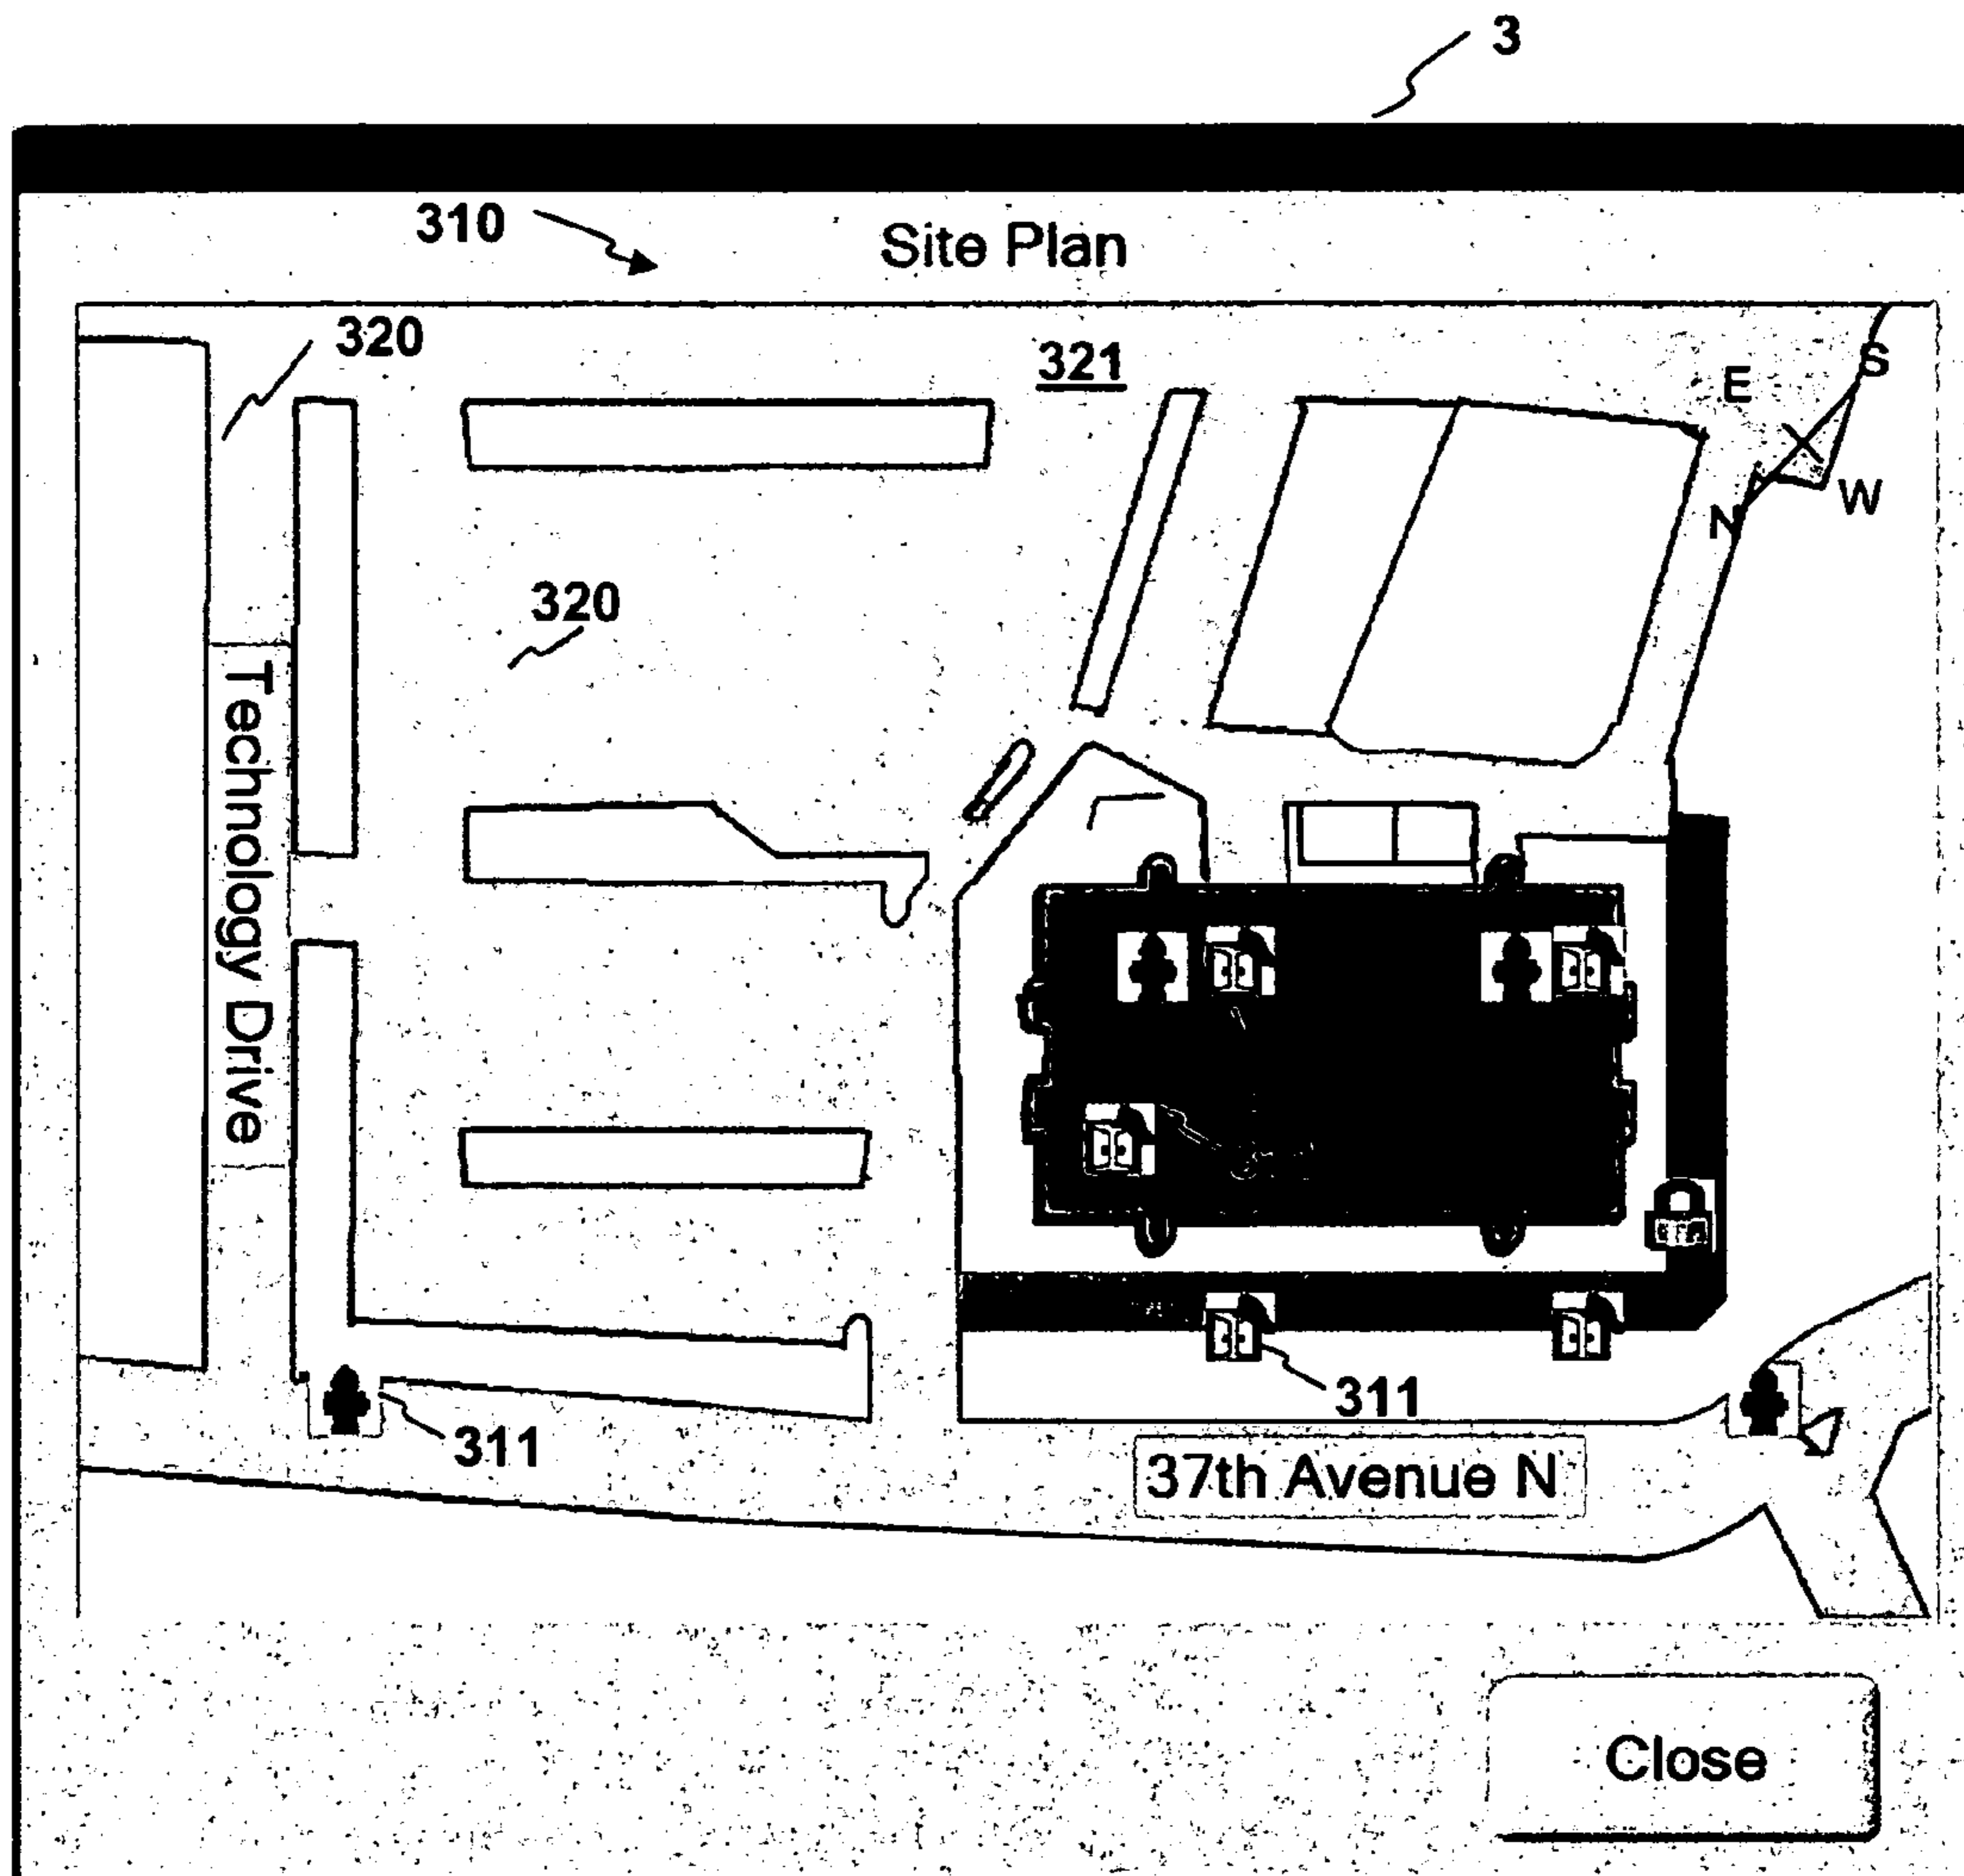 3
310
Site Plan
320
321
E
S
N
W
320
Technology Drive
311
311
37th Avenue N
Close